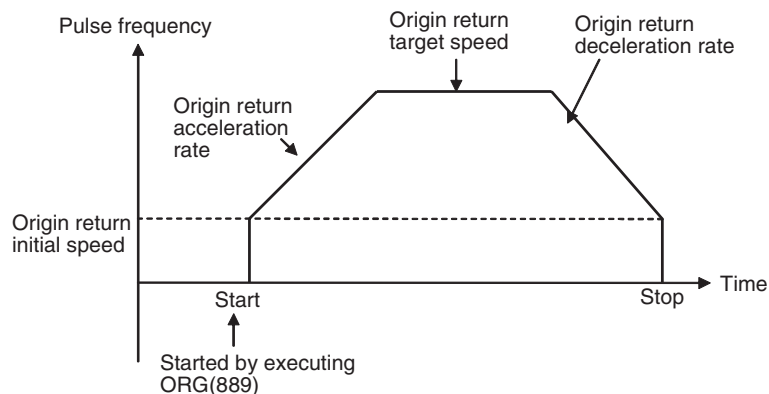 Pulse frequency
Origin return
target speed
Origin return
deceleration rate
Origin return
acceleration
rate
Origin return
initial speed
Time
Start
Stop
Started by executing
ORG(889)